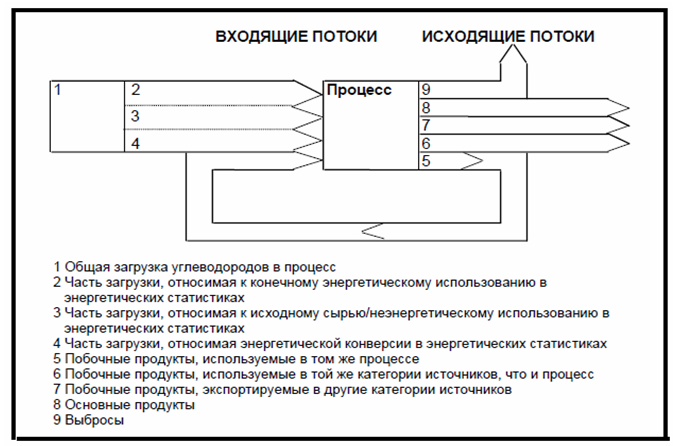 ВХОДЯЩИЕ ПОТОКИ ИСХОДЯЩИЕ ПОТОКИ
1 2 Процесс 9
8
3
7
4 6
5
1 Общая загрузка углеводородов в процесс
2 Часть загрузки, относимая к конечному энергетическому использованию в
энергетических статистиках
3 Часть загрузки, относимая к исходному сырью/неэнергетическому использованию в
энергетических статистиках
4 Часть загрузки, относимая энергетической конверсии в энергетических статистиках
5 Побочные продукты, используемые в том же процессе
6 Побочные продукты, используемые в той же категории источников, что и процесс
7 Побочные продукты, экспортируемые в другие категории источников
8 Основные продукты
9 Выбросы